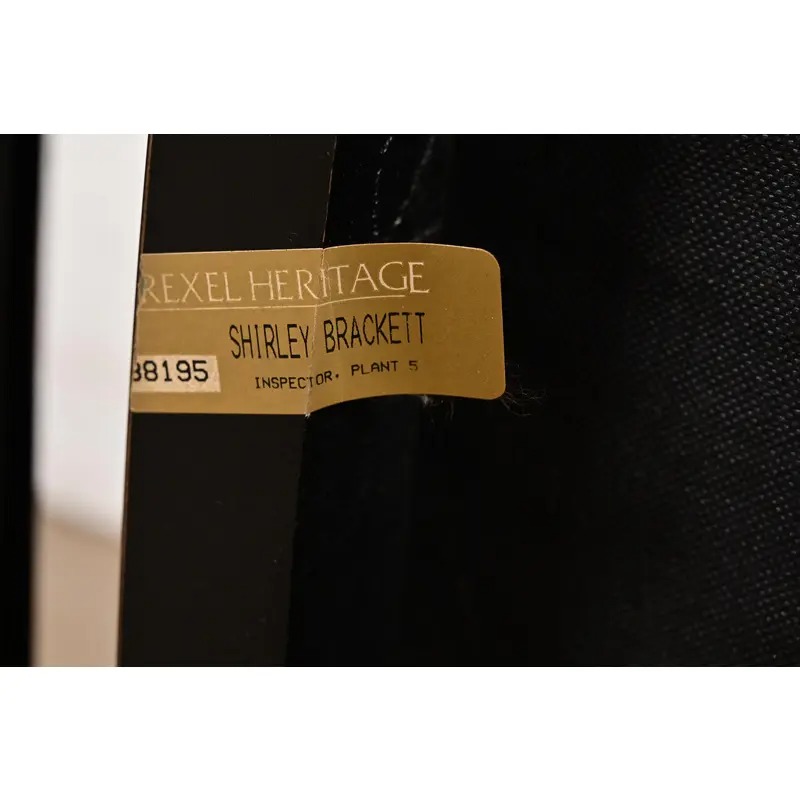 REXEL HERITAGE
SHIRLEY BRACKETT
38195
INSPECTOR. PLANT 5